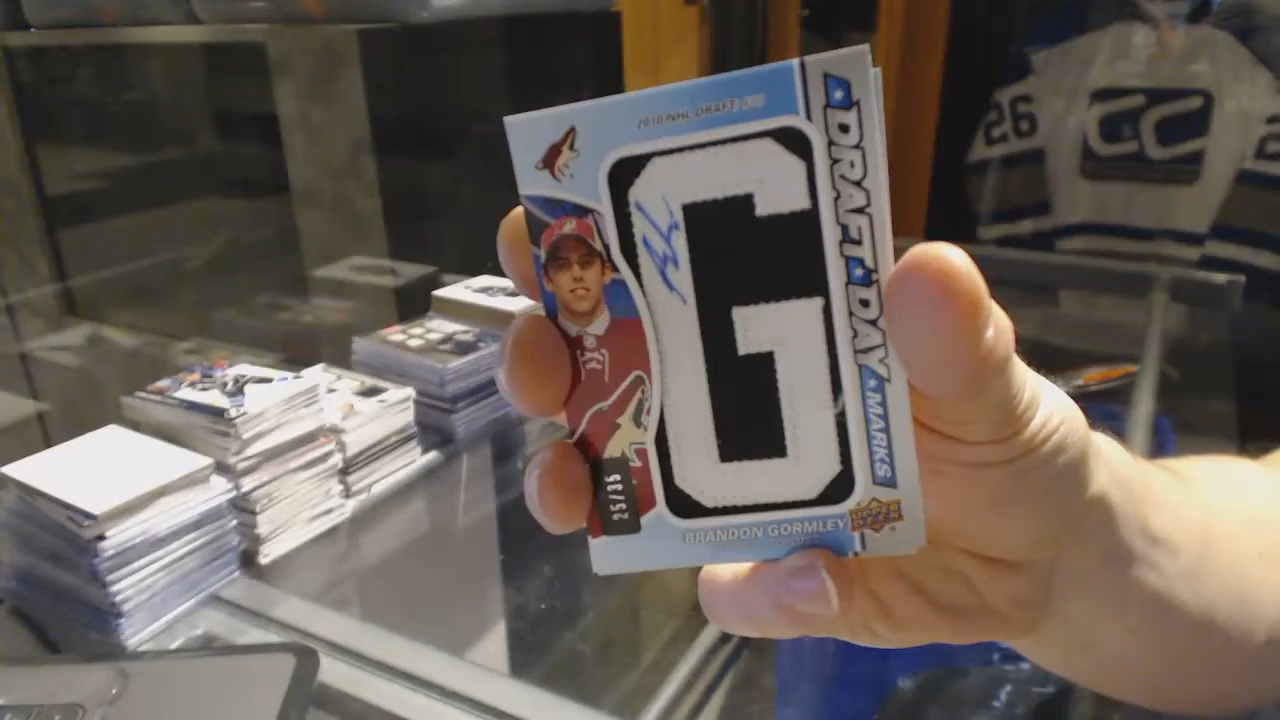 2010 NHL DRAFT
DRAFT DAY MARKS
G
25/35
BRANDON GORMLEY
UPPER DECK
26
CC